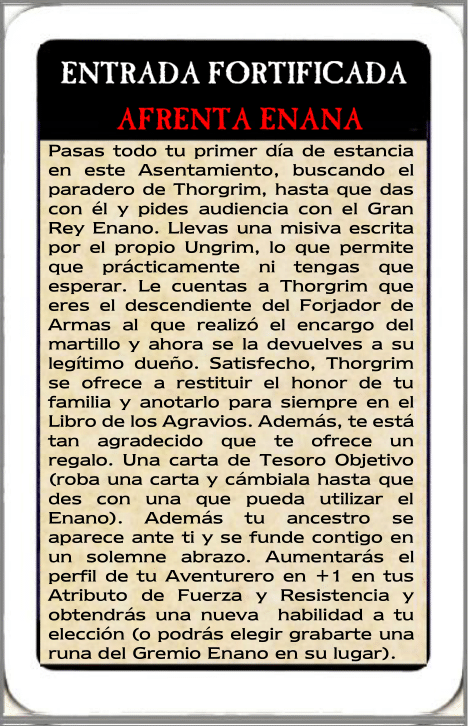 ENTRADA FORTIFICADA
AFRENTA ENANA
Pasas todo tu primer día de estancia
en este Asentamiento, buscando el
paradero de Thorgrim, hasta que das
con él y pides audiencia con el Gran
Rey Enano. Llevas una misiva escrita
por el propio Ungrim, lo que permite
que prácticamente ni tengas que
esperar. Le cuentas a Thorgrim que
eres el descendiente del Forjador de
Armas al que realizó el encargo del
martillo y ahora se la devuelves a su
legítimo dueño. Satisfecho, Thorgrim
se ofrece a restituir el honor de tu
familia y anotarlo para siempre en el
Libro de los Agravios. Además, te está
tan agradecido que te ofrece un
regalo. Una carta de Tesoro Objetivo
(roba una carta y cámbiala hasta que
des con una que pueda utilizar el
Enano). Además tu ancestro se
aparece ante ti y se funde contigo en
un solemne abrazo. Aumentarás el
perfil de tu Aventurero en +1 en tus
Atributo de Fuerza y Resistencia y
obtendrás una nueva habilidad a tu
elección (o podrás elegir grabarte una
runa del Gremio Enano en su lugar).